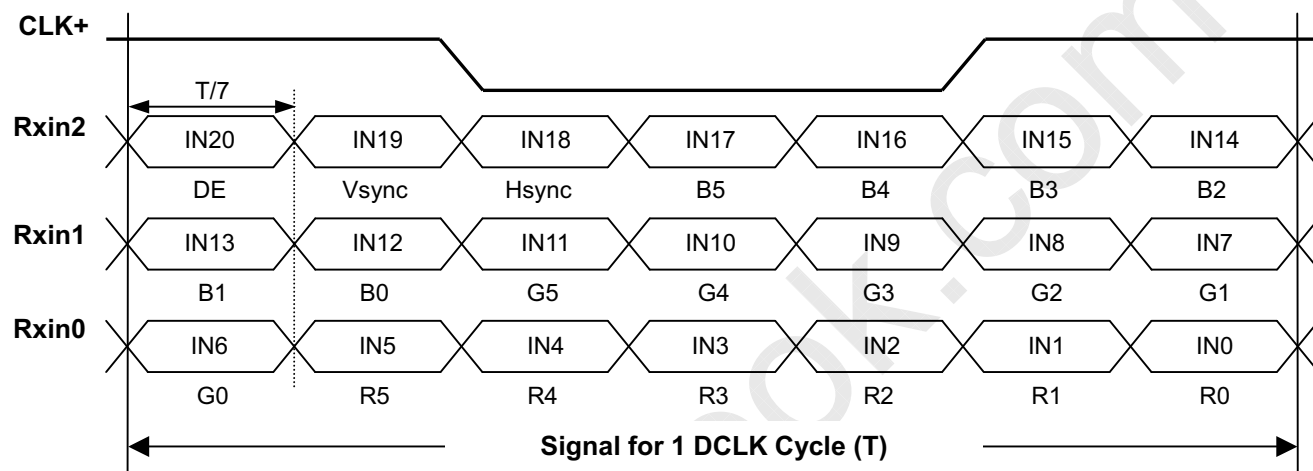 CLK+
T/7
Rxin2 IN20 IN19 IN18 IN17 IN16 IN15 IN14
DE Vsync Hsync B5 B4 B3 B2
Rxin1 IN13 IN12 IN11 IN10 IN9 IN8 IN7
B1 B0 G5 G4 G3 G2 G1
Rxin0 IN6 IN5 IN4 IN3 IN2 IN1 IN0
G0 R5 R4 R3 R2 R1 R0
Signal for 1 DCLK Cycle (T)